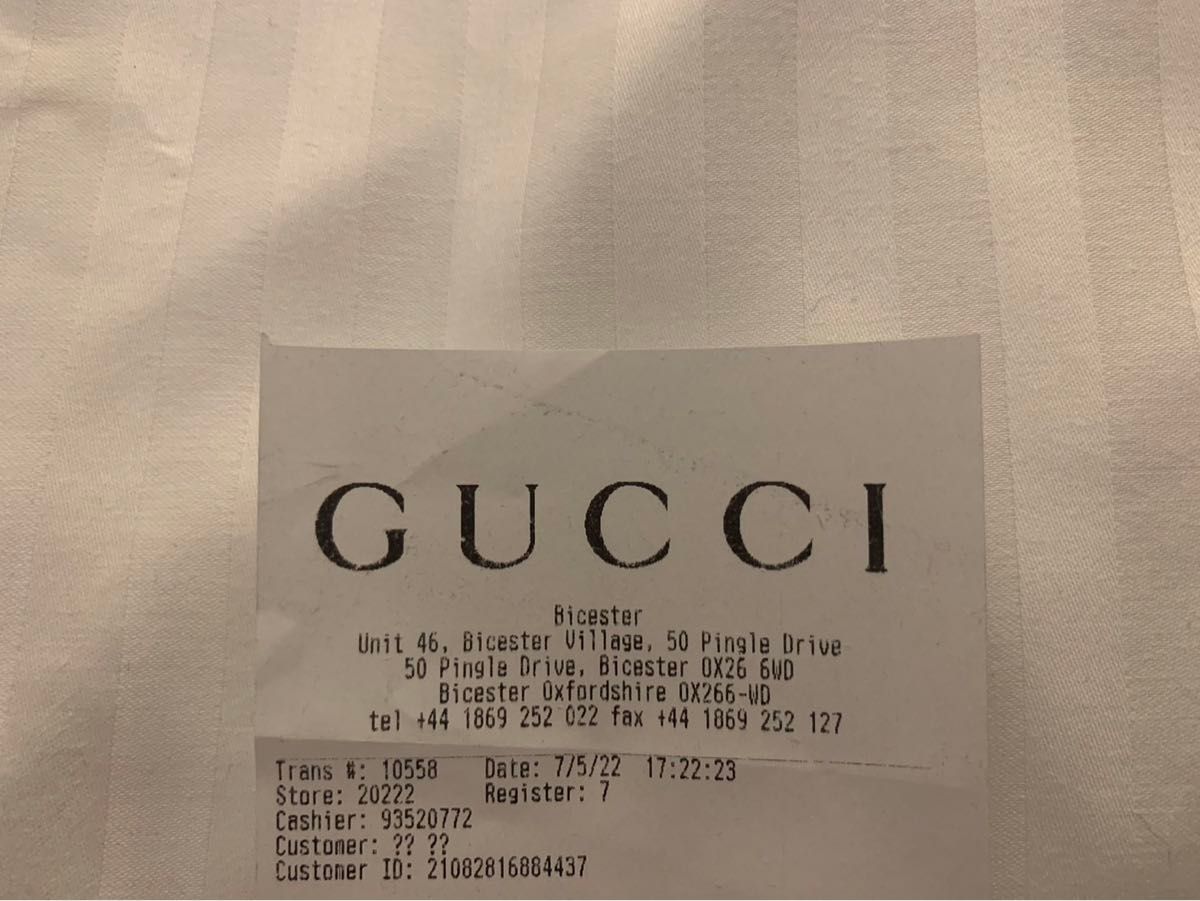 GUCCI
Bicester
Unit 46, Bicester Village, 50 Pingle Drive
50 Pingle Drive, Bicester OX26 6WD
Bicester Oxfordshire OX266-WD
tel +44 1869 252 022 fax +44 1869 252 127
Trans #: 10558 Date: 7/5/22 17:22:23
Store: 20222 Register: 7
Cashier: 93520772
Customer: ?? ??
Customer ID: 21082816884437